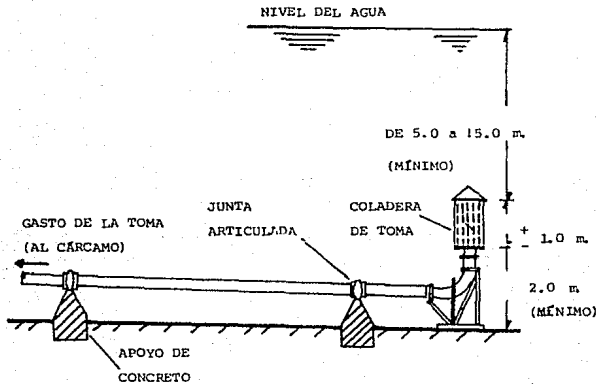 NIVEL DEL AGUA
DE 5.0 a 15.0 m.
(MÍNIMO)
JUNTA
ARTICULADA
COLADERA
DE TOMA
GASTO DE LA TOMA
(AL CÁRCAMO)
+
- 1.0 m.
2.0 m
(MÍNIMO)
APOYO DE
CONCRETO